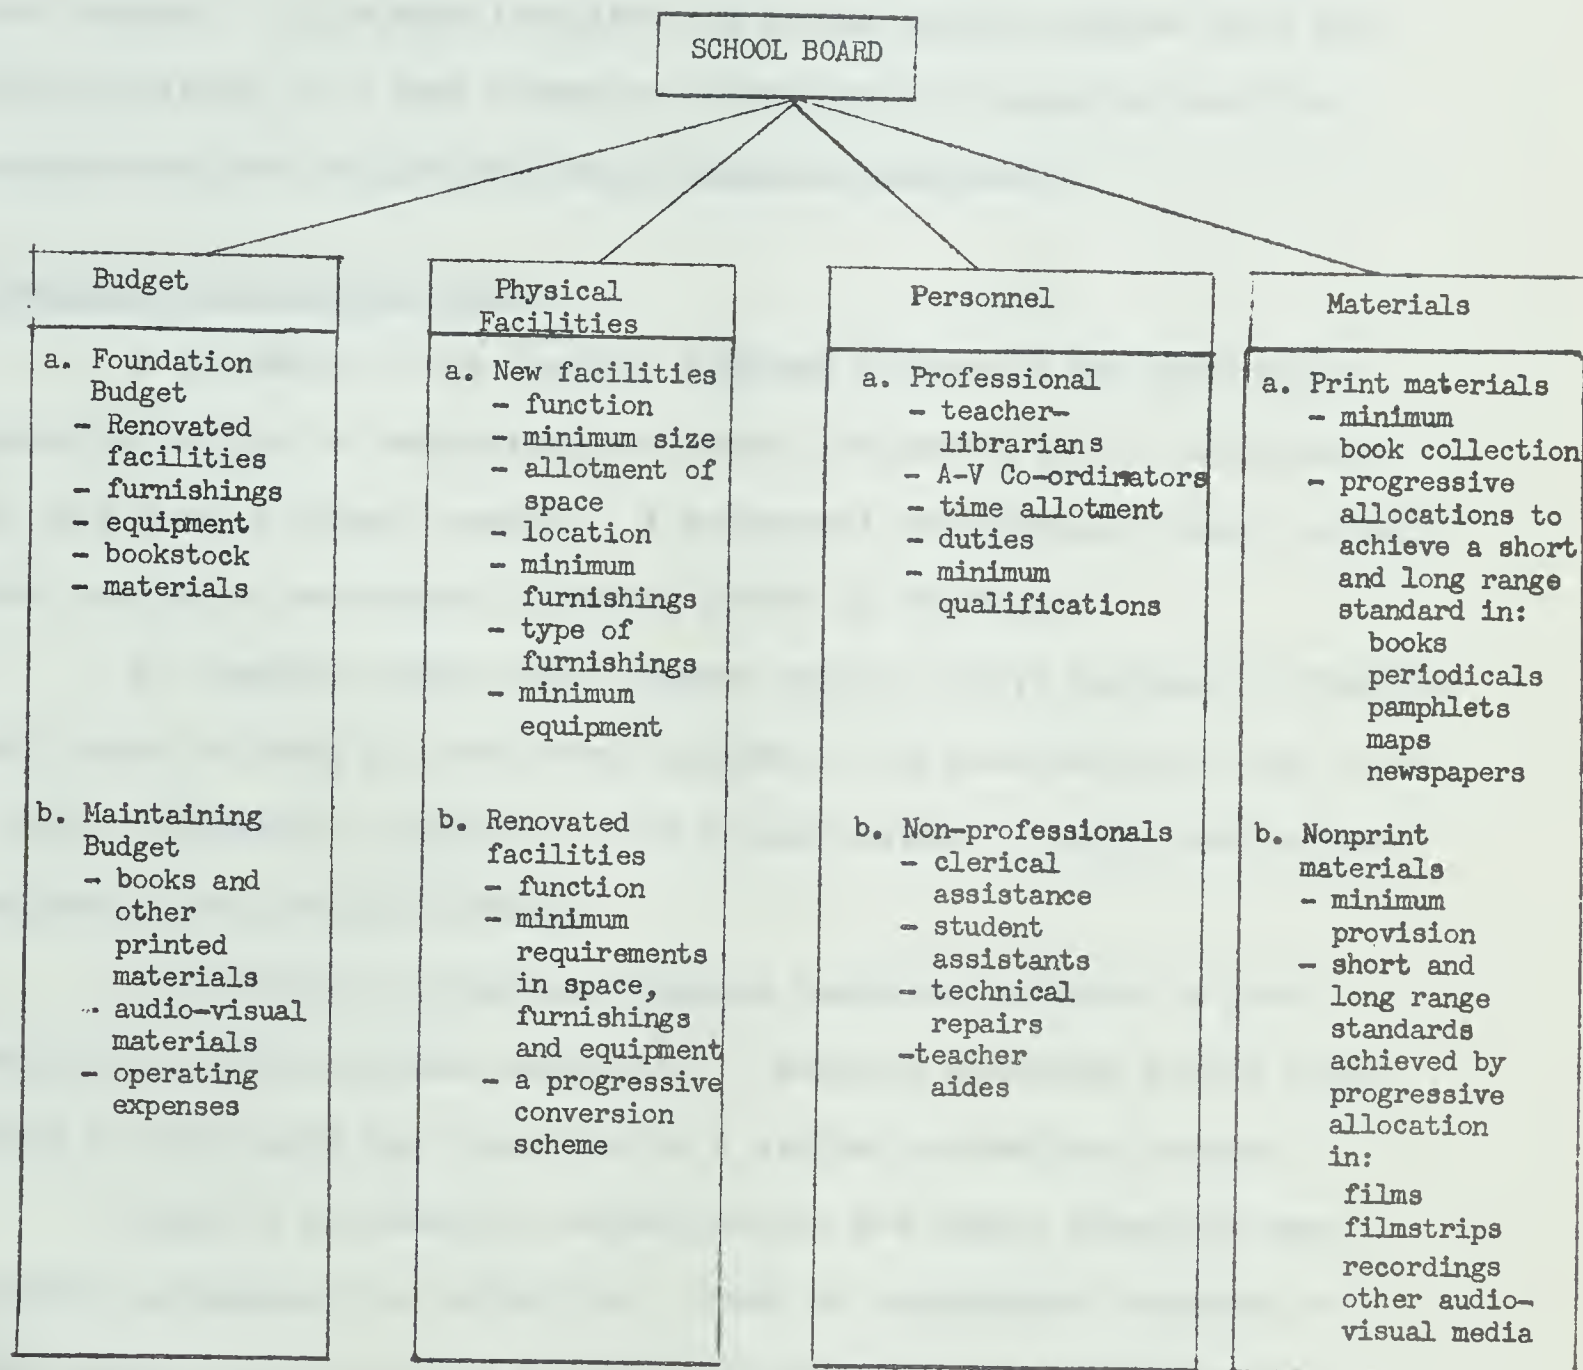 SCHOOL BOARD
Budget
a. Foundation
Budget
- Renovated
facilities
- furnishings
- equipment
- bookstock
- materials
b. Maintaining
Budget
- books and
other
printed
materials
- audio-visual
materials
- operating
expenses
Physical
Facilities
a. New facilities
- function
- minimum size
- allotment of
space
- location
- minimum
furnishings
- type of
furnishings
- minimum
equipment
b. Renovated
facilities
- function
- minimum
requirements
in space,
furnishings
and equipment
- a progressive
conversion
scheme
Personnel
a. Professional
- teacher-
librarians
- A-V Co-ordinators
- time allotment
- duties
- minimum
qualifications
b. Non-professionals
- clerical
assistance
- student
assistants
- technical
repairs
-teacher
aides
Materials
a. Print materials
- minimum
book collection
- progressive
allocations to
achieve a short
and long range
standard in:
books
periodicals
pamphlets
maps
newspapers
b. Nonprint
materials
- minimum
provision
- short and
long range
standards
achieved by
progressive
allocation
in:
films
filmstrips
recordings
other audio-
visual media